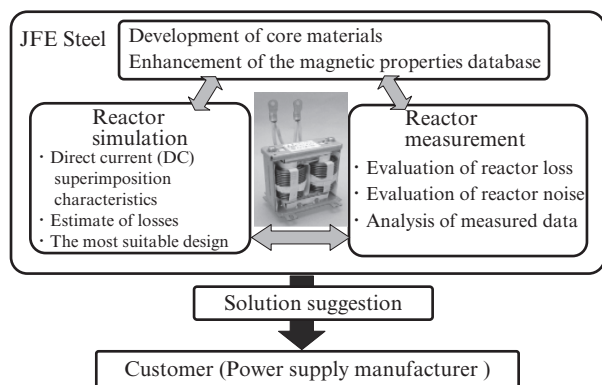 JFE Steel
Development of core materials
Enhancement of the magnetic properties database
Reactor
simulation
· Direct current (DC)
superimposition
characteristics
· Estimate of losses
· The most suitable design
Reactor
measurement
· Evaluation of reactor loss
· Evaluation of reactor noise
· Analysis of measured data
Solution suggestion
Customer (Power supply manufacturer )